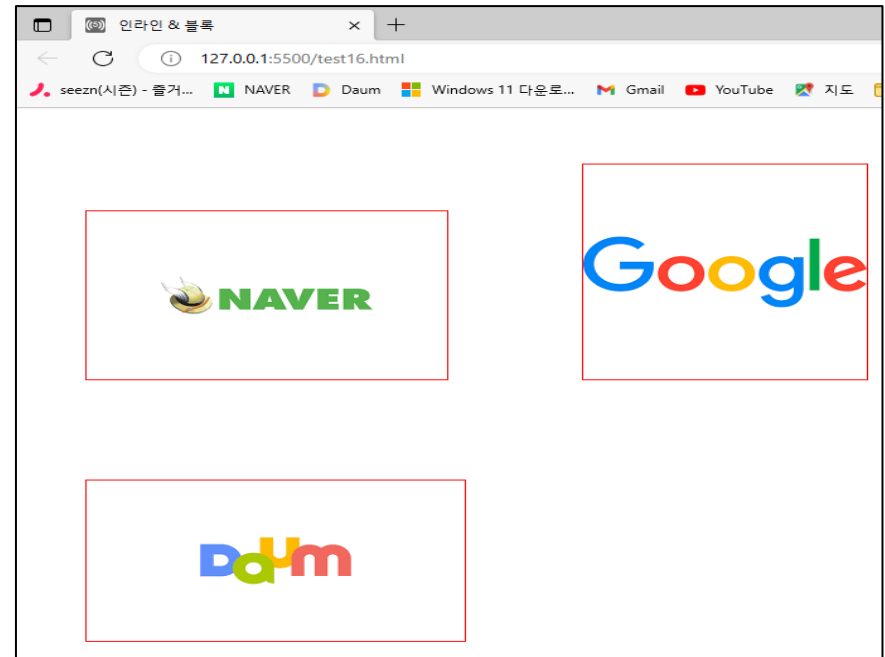 인라인 & 블록
127.0.0.1:5500/test16.html
seezn(시즌) - 즐거... NAVER Daum Windows 11 다운로... Gmail YouTube 지도
NAVER
Google
Daum